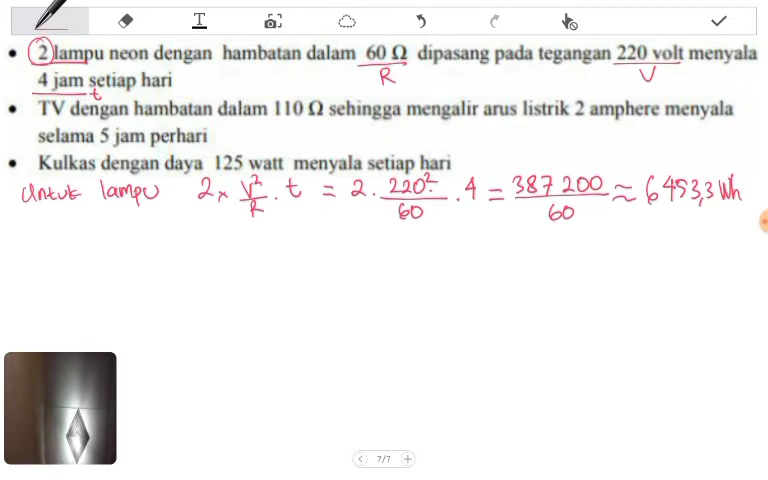 T
• 2 lampu neon dengan hambatan dalam 60 Ω dipasang pada tegangan 220 volt menyala
R V
4 jam setiap hari
t
• TV dengan hambatan dalam 110 Ω sehingga mengalir arus listrik 2 amphere menyala
selama 5 jam perhari
• Kulkas dengan daya 125 watt menyala setiap hari
Untuk lampu 2 × V²/R . t = 2 . 220²/60 . 4 = 387 200/60 ≈ 6453,3 Wh
7/7